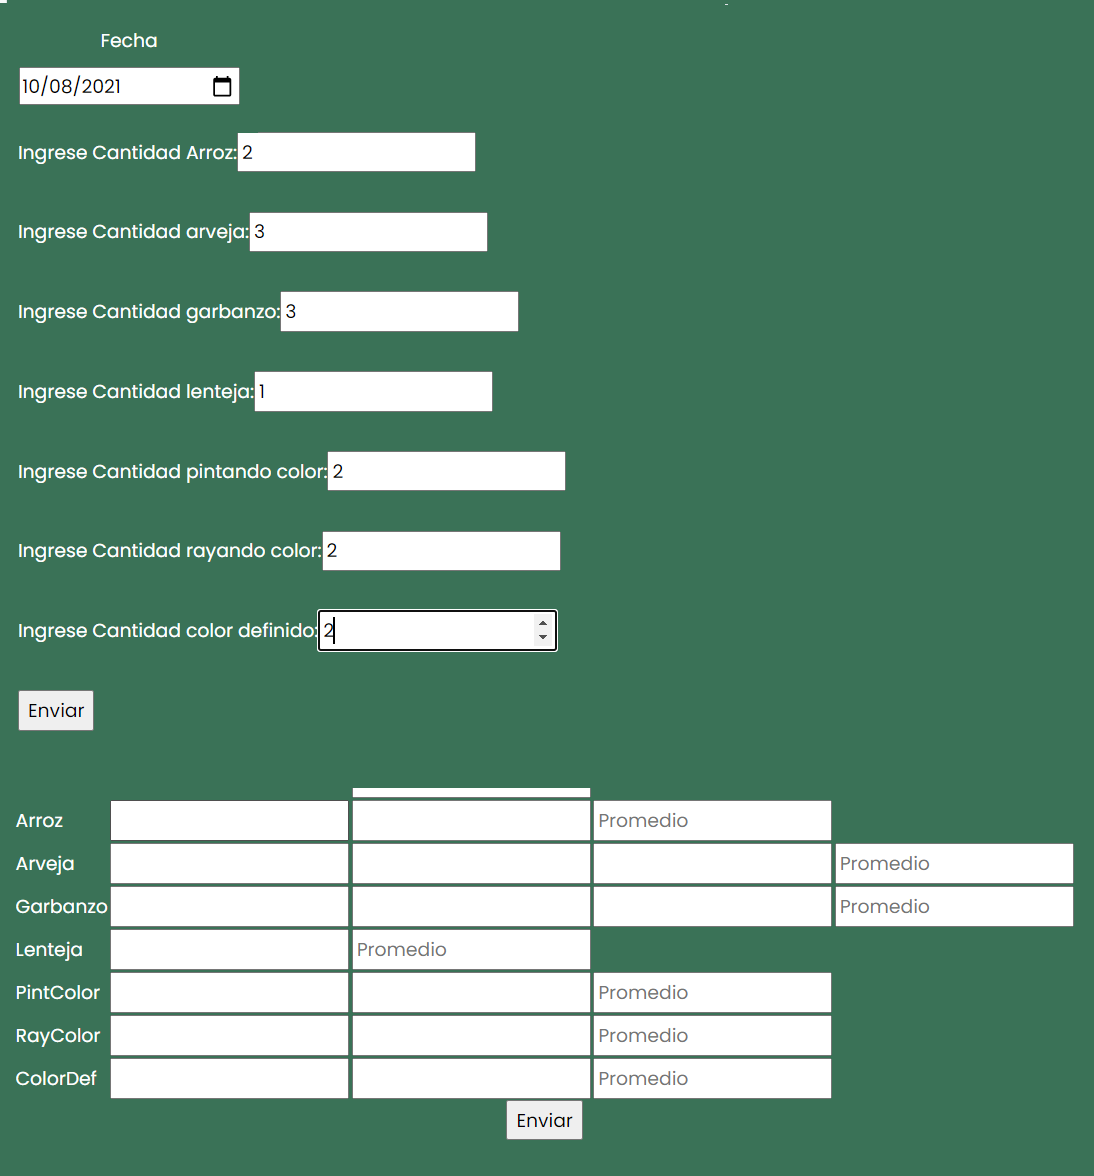 Fecha
10/08/2021
Ingrese Cantidad Arroz: 2
Ingrese Cantidad arveja: 3
Ingrese Cantidad garbanzo: 3
Ingrese Cantidad lenteja: 1
Ingrese Cantidad pintando color: 2
Ingrese Cantidad rayando color: 2
Ingrese Cantidad color definido: 2
Enviar
Arroz Promedio
Arveja Promedio
Garbanzo Promedio
Lenteja Promedio
PintColor Promedio
RayColor Promedio
ColorDef Promedio
Enviar